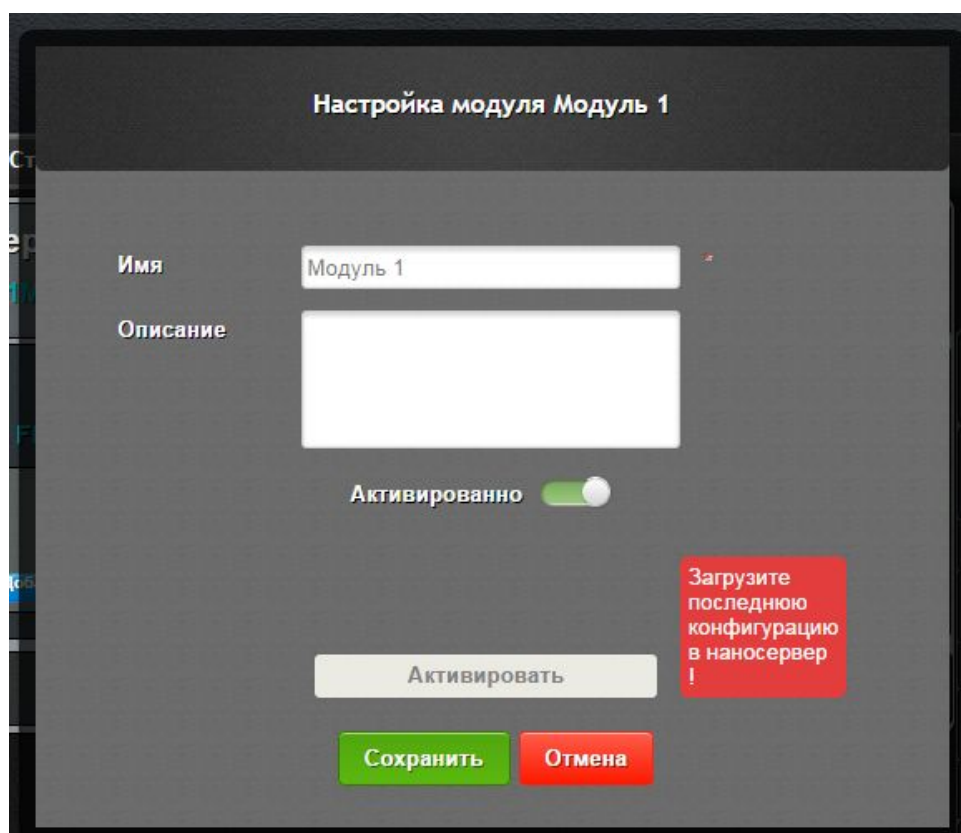 Настройка модуля Модуль 1
Имя
Модуль 1
*
Описание
Активированно
Загрузите
последнюю
конфигурацию
в наносервер
!
Активировать
Сохранить
Отмена